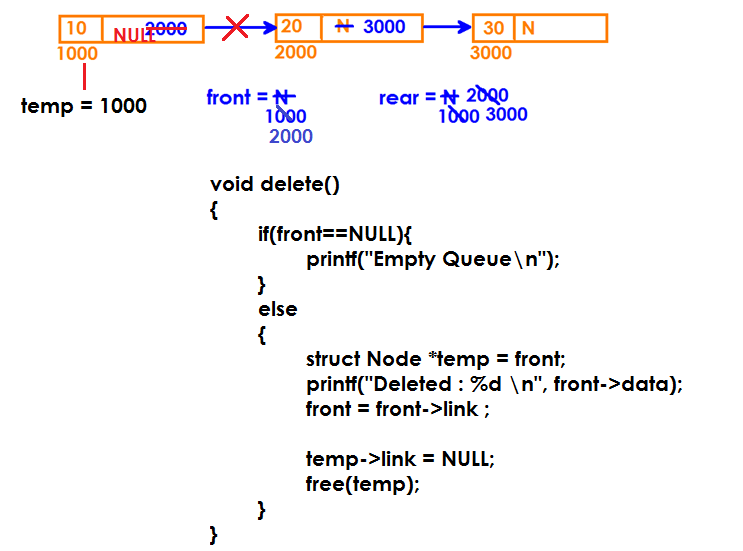 10 NULL 2000 20 N 3000 30 N
1000 2000 3000
temp = 1000 front = N rear = N 2000
1000 1000 3000
2000
void delete()
{
if(front==NULL){
printf("Empty Queue\n");
}
else
{
struct Node *temp = front;
printf("Deleted : %d \n", front->data);
front = front->link ;
temp->link = NULL;
free(temp);
}
}